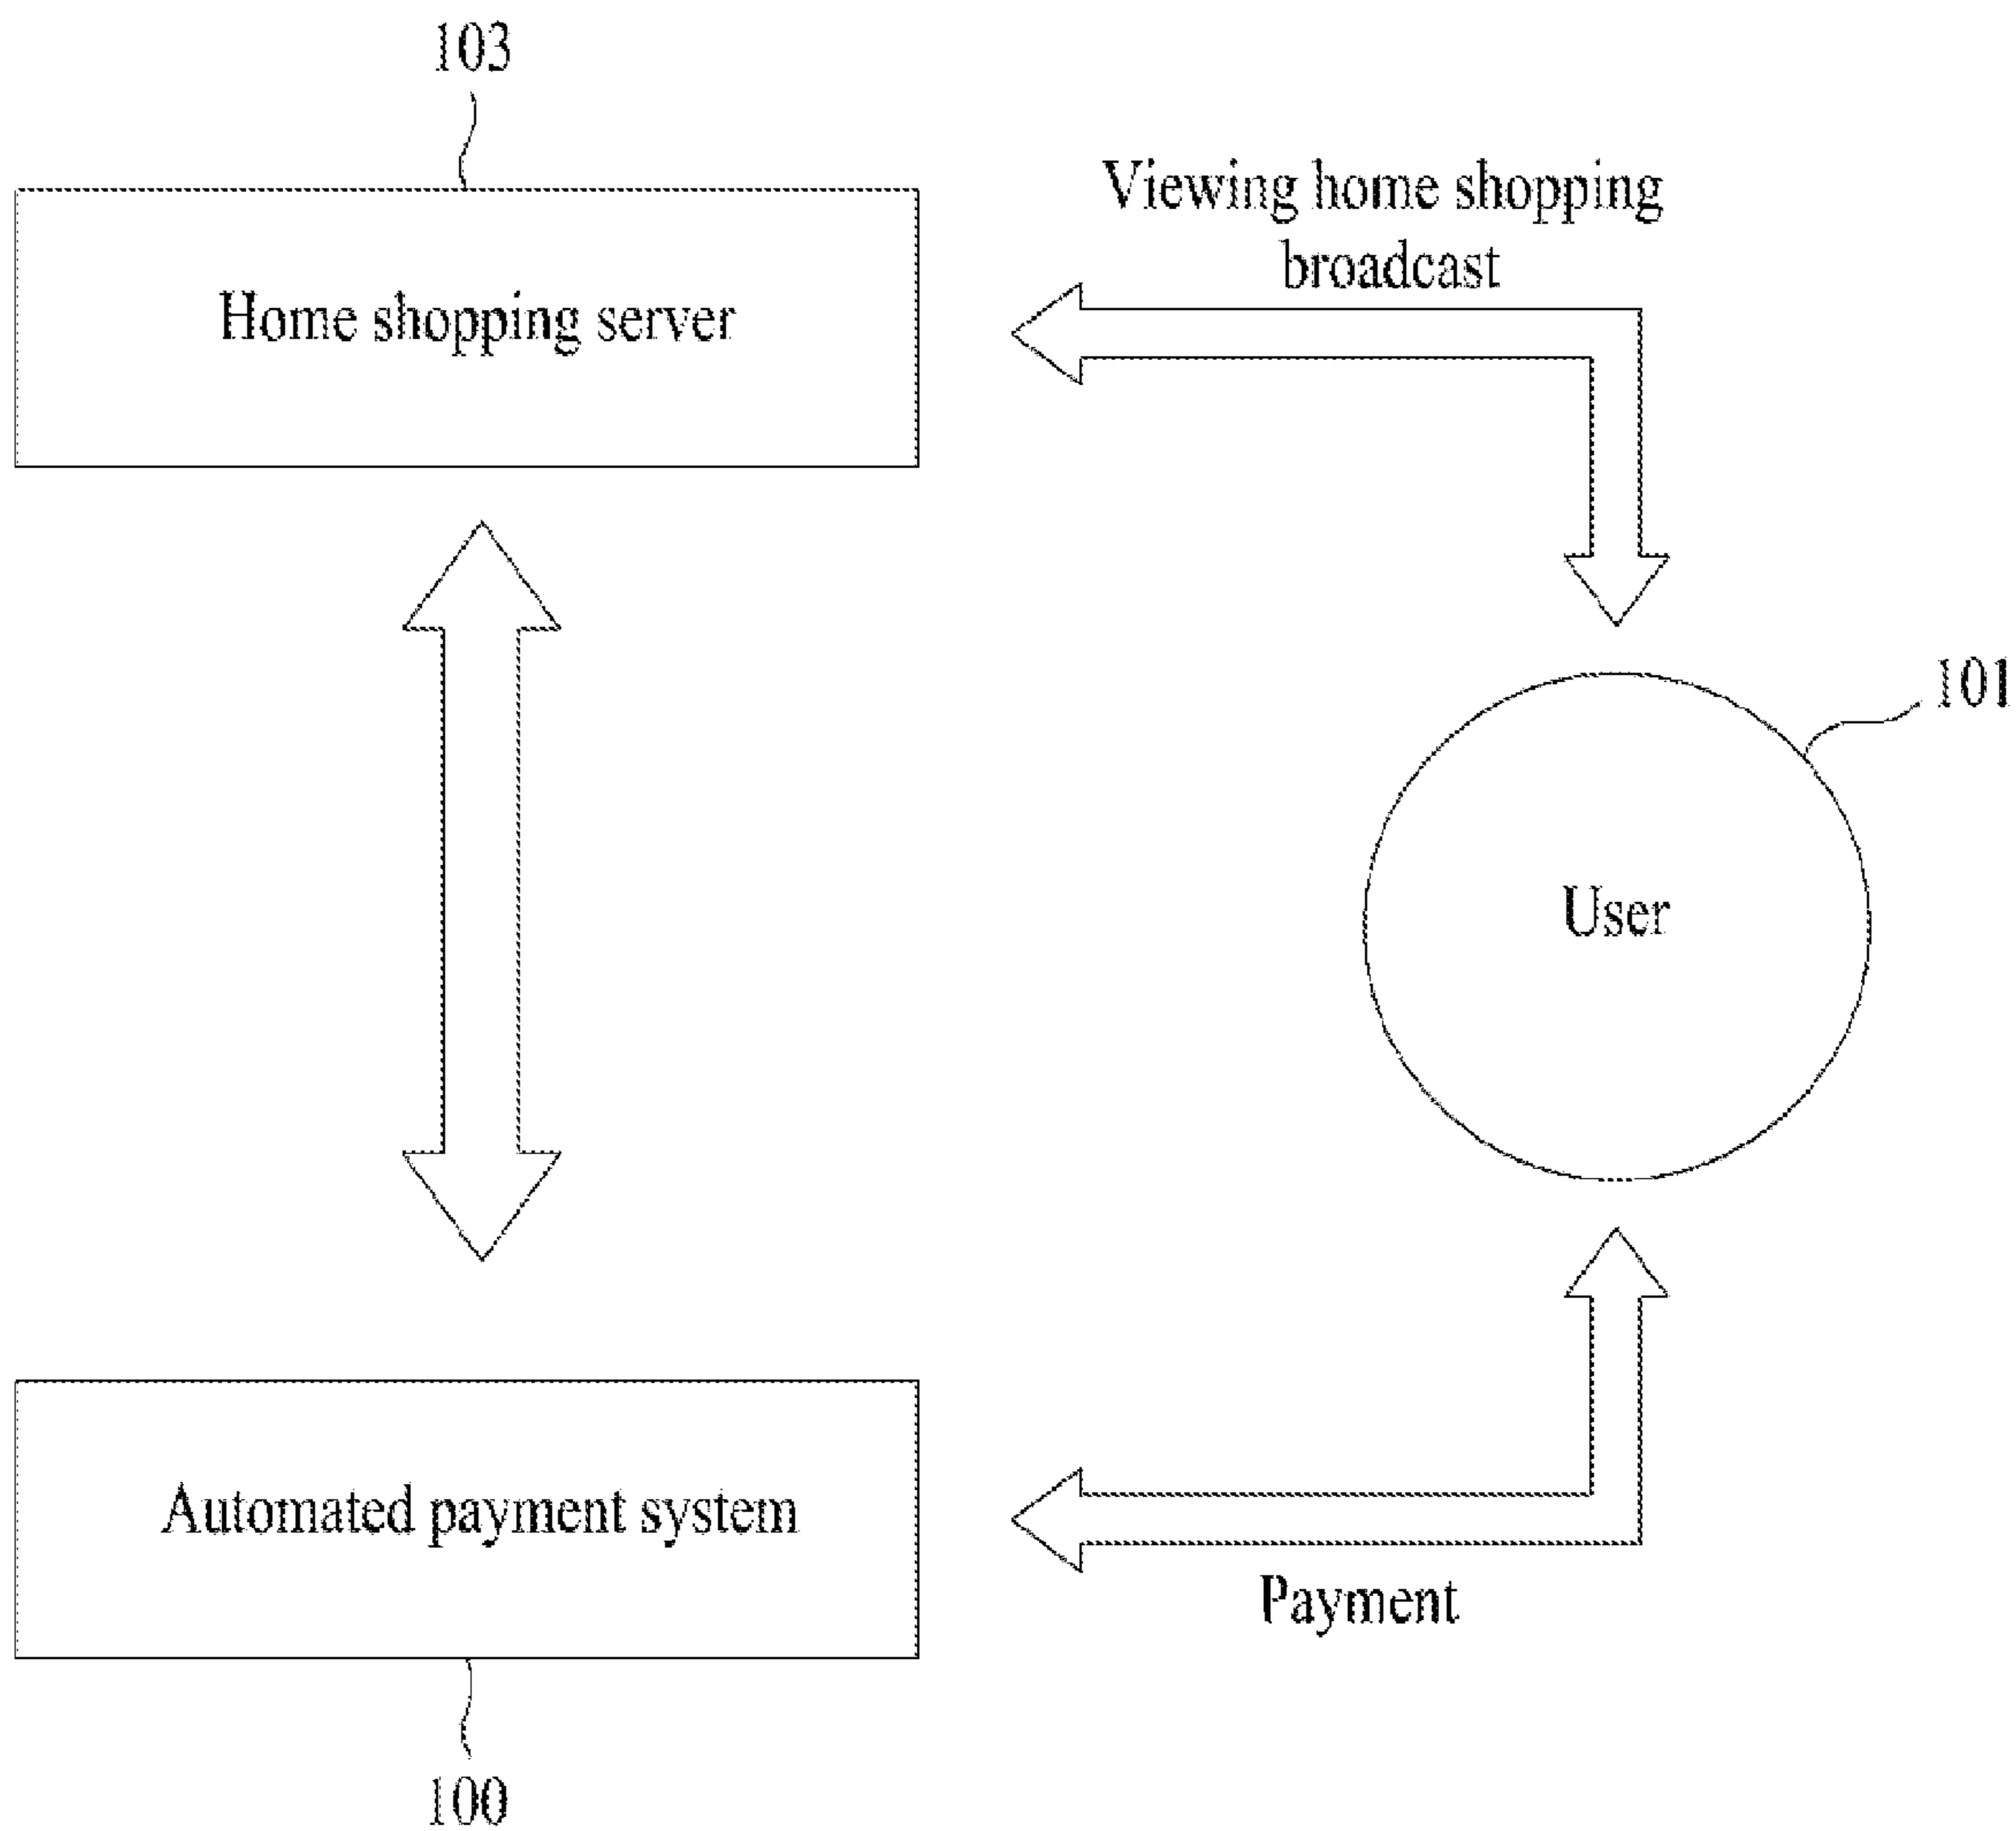 103
Viewing home shopping
broadcast
Home shopping server
101
User
Automated payment system
Payment
100